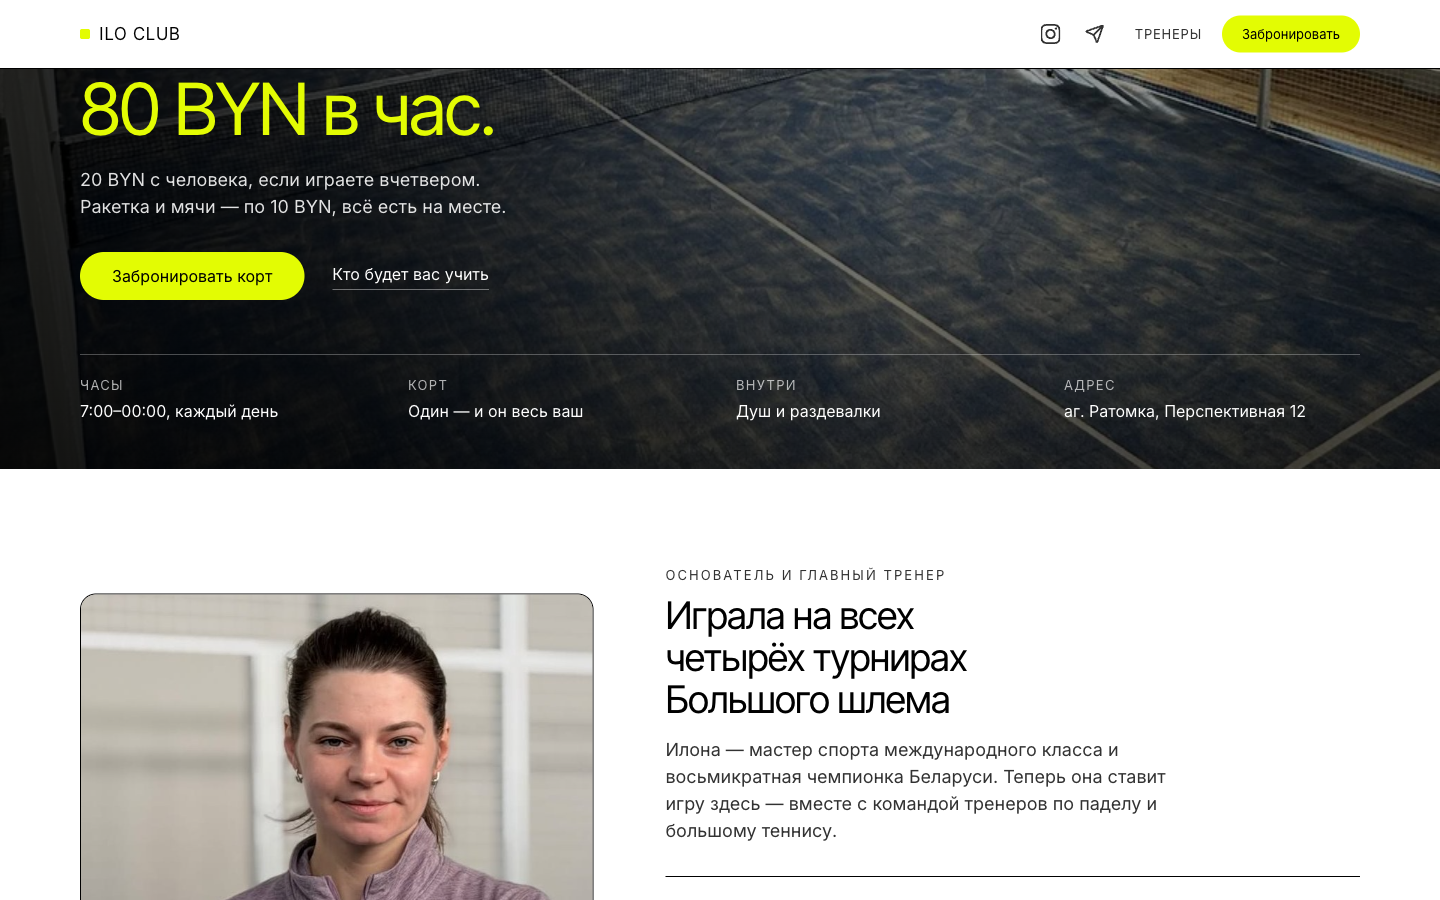 ILO CLUB
ТРЕНЕРЫ
Забронировать
80 BYN в час.
20 BYN с человека, если играете вчетвером.
Ракетка и мячи — по 10 BYN, всё есть на месте.
Забронировать корт
Кто будет вас учить
ЧАСЫ
7:00–00:00, каждый день
КОРТ
Один — и он весь ваш
ВНУТРИ
Душ и раздевалки
АДРЕС
аг. Ратомка, Перспективная 12
ОСНОВАТЕЛЬ И ГЛАВНЫЙ ТРЕНЕР
Играла на всех
четырёх турнирах
Большого шлема
Илона — мастер спорта международного класса и
восьмикратная чемпионка Беларуси. Теперь она ставит
игру здесь — вместе с командой тренеров по паделу и
большому теннису.